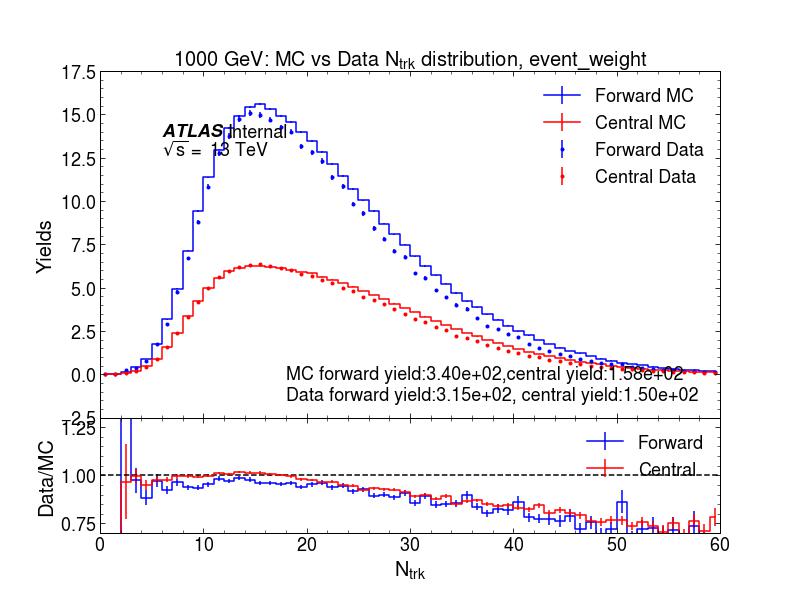 1000 GeV: MC vs Data Ntrk distribution, event_weight
17.5
15.0
12.5
10.0
7.5
5.0
2.5
0.0
2.5
Yields
ATLAS Internal
√s = 13 TeV
Forward MC
Central MC
Forward Data
Central Data
MC forward yield:3.40e+02,central yield:1.58e+02
Data forward yield:3.15e+02, central yield:1.50e+02
1.25
1.00
0.75
Data/MC
Forward
Central
0 10 20 30 40 50 60
Ntrk